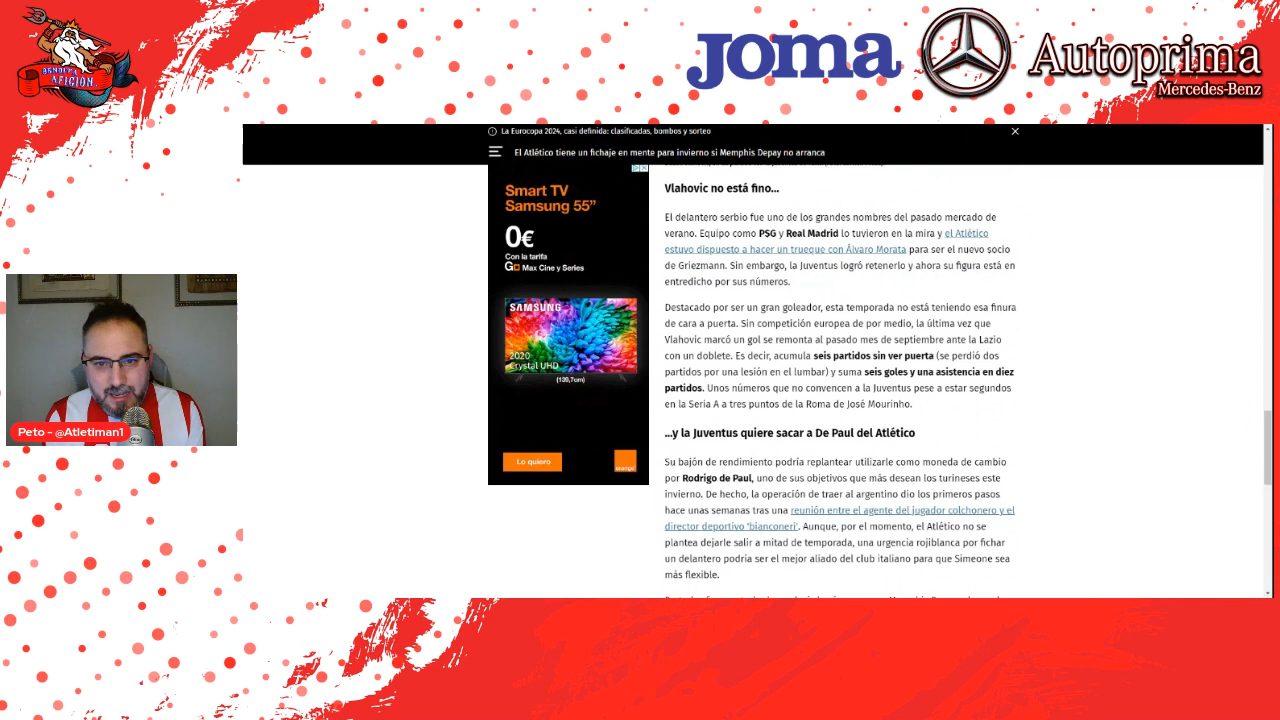 BENDITA
AFICIÓN
JOMA
Autoprima
Mercedes-Benz
La Eurocopa 2024, casi definida: clasificadas, bombos y sorteo
El Atlético tiene un fichaje en mente para invierno si Memphis Depay no arranca
Smart TV
Samsung 55”
0€
Con la tarifa
Go Max Cine y Series
SAMSUNG
2020
Crystal UHD
(139,7cm)
Lo quiero
orange
Vlahovic no está fino...
El delantero serbio fue uno de los grandes nombres del pasado mercado de
verano. Equipo como PSG y Real Madrid lo tuvieron en la mira y el Atlético
estuvo dispuesto a hacer un trueque con Álvaro Morata para ser el nuevo socio
de Griezmann. Sin embargo, la Juventus logró retenerlo y ahora su figura está en
entredicho por sus números.
Destacado por ser un gran goleador, esta temporada no está teniendo esa finura
de cara a puerta. Sin competición europea de por medio, la última vez que
Vlahovic marcó un gol se remonta al pasado mes de septiembre ante la Lazio
con un doblete. Es decir, acumula seis partidos sin ver puerta (se perdió dos
partidos por una lesión en el lumbar) y suma seis goles y una asistencia en diez
partidos. Unos números que no convencen a la Juventus pese a estar segundos
en la Seria A a tres puntos de la Roma de José Mourinho.
...y la Juventus quiere sacar a De Paul del Atlético
Su bajón de rendimiento podría replantear utilizarle como moneda de cambio
por Rodrigo de Paul, uno de sus objetivos que más desean los turineses este
invierno. De hecho, la operación de traer al argentino dio los primeros pasos
hace unas semanas tras una reunión entre el agente del jugador colchonero y el
director deportivo 'bianconeri'. Aunque, por el momento, el Atlético no se
plantea dejarle salir a mitad de temporada, una urgencia rojiblanca por fichar
un delantero podría ser el mejor aliado del club italiano para que Simeone sea
más flexible.
Peto - @Atletiman1